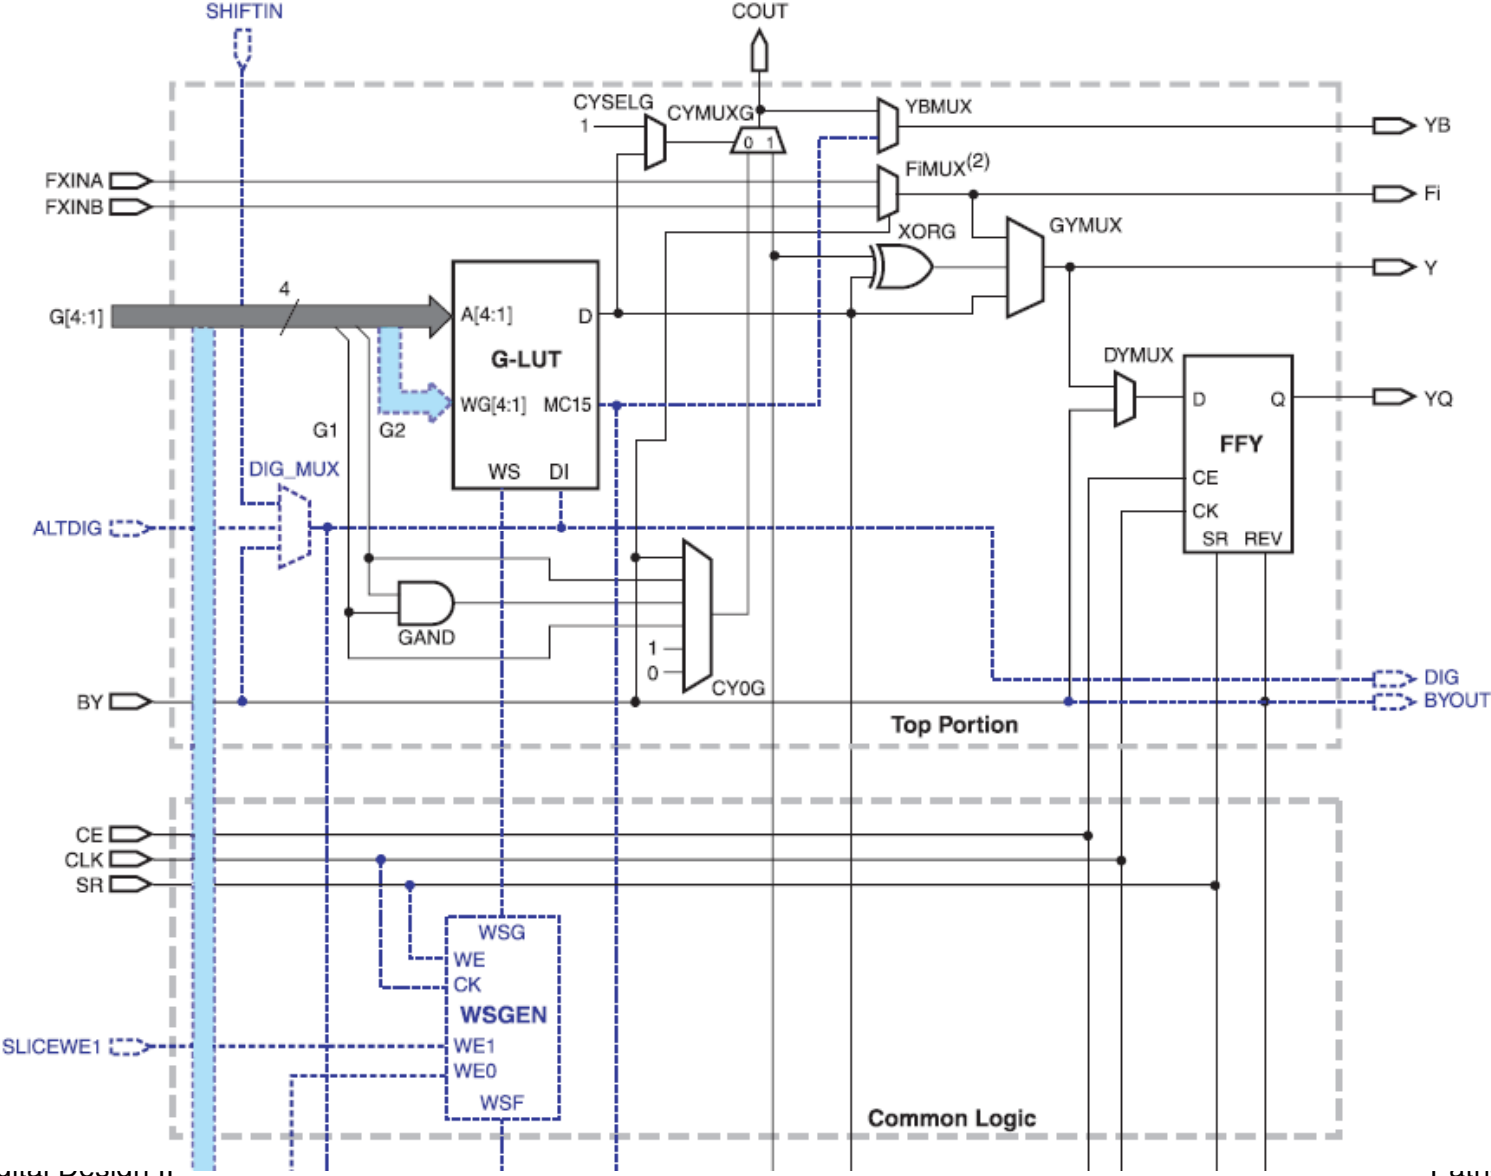 SHIFTIN
COUT
CYSELG
CYMUXG
YBMUX
1
0 1
YB
FXINA
FiMUX(2)
Fi
FXINB
XORG
GYMUX
Y
4
G[4:1]
A[4:1]
D
G-LUT
DYMUX
WG[4:1]
MC15
D
Q
YQ
G1
G2
FFY
WS
DI
DIG_MUX
CE
CK
ALTDIG
SR
REV
GAND
1
0
CY0G
DIG
BY
BYOUT
Top Portion
CE
CLK
SR
WSG
WE
CK
WSGEN
SLICEWE1
WE1
WE0
WSF
Common Logic